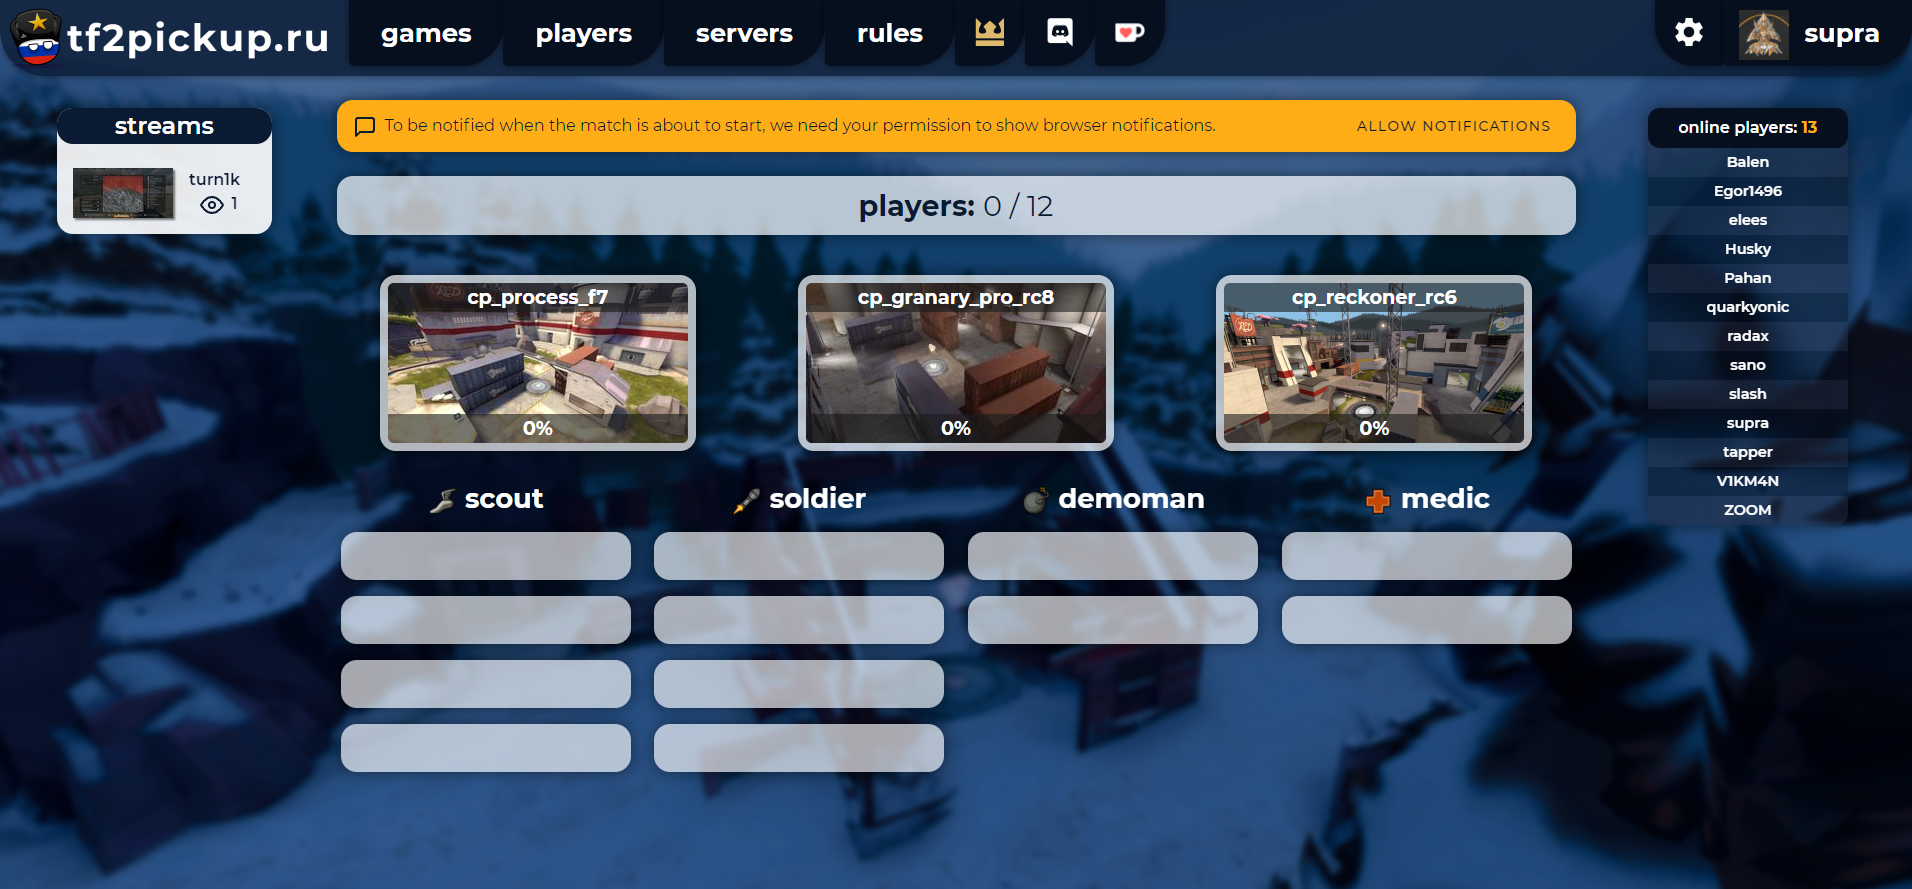 tf2pickup.ru
games
players
servers
rules
supra
streams
turn1k
1
To be notified when the match is about to start, we need your permission to show browser notifications.
ALLOW NOTIFICATIONS
players: 0 / 12
cp_process_f7
0%
cp_granary_pro_rc8
0%
cp_reckoner_rc6
0%
scout
soldier
demoman
medic
online players: 13
Balen
Egor1496
elees
Husky
Pahan
quarkyonic
radax
sano
slash
supra
tapper
V1KM4N
ZOOM